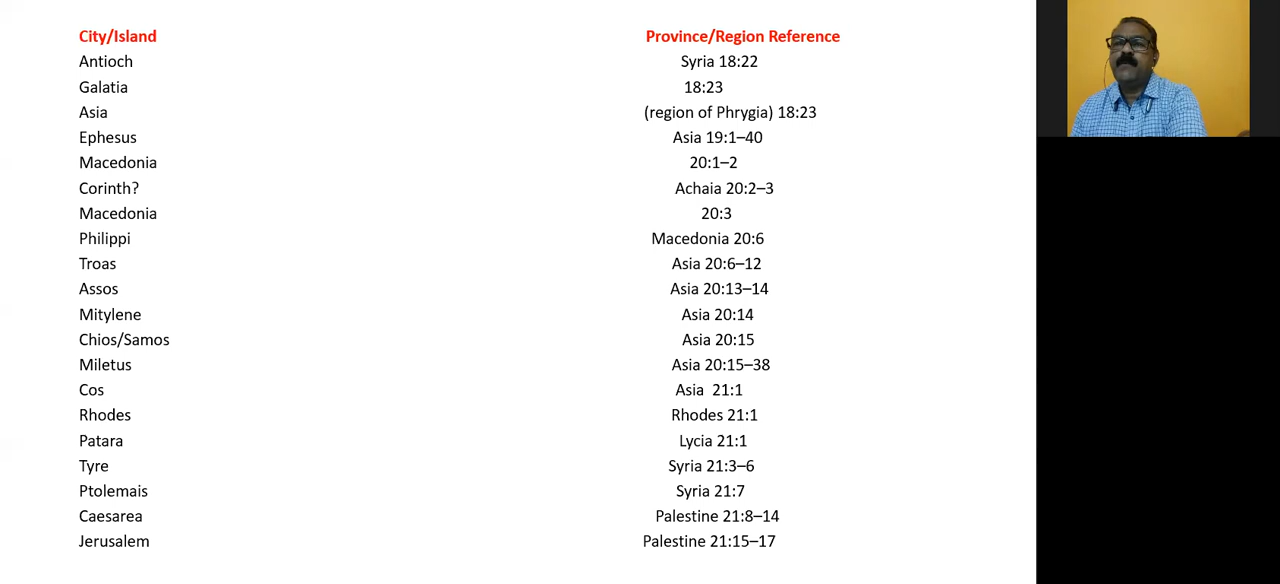 City/Island Province/Region Reference
Antioch Syria 18:22
Galatia 18:23
Asia (region of Phrygia) 18:23
Ephesus Asia 19:1–40
Macedonia 20:1–2
Corinth? Achaia 20:2–3
Macedonia 20:3
Philippi Macedonia 20:6
Troas Asia 20:6–12
Assos Asia 20:13–14
Mitylene Asia 20:14
Chios/Samos Asia 20:15
Miletus Asia 20:15–38
Cos Asia 21:1
Rhodes Rhodes 21:1
Patara Lycia 21:1
Tyre Syria 21:3–6
Ptolemais Syria 21:7
Caesarea Palestine 21:8–14
Jerusalem Palestine 21:15–17